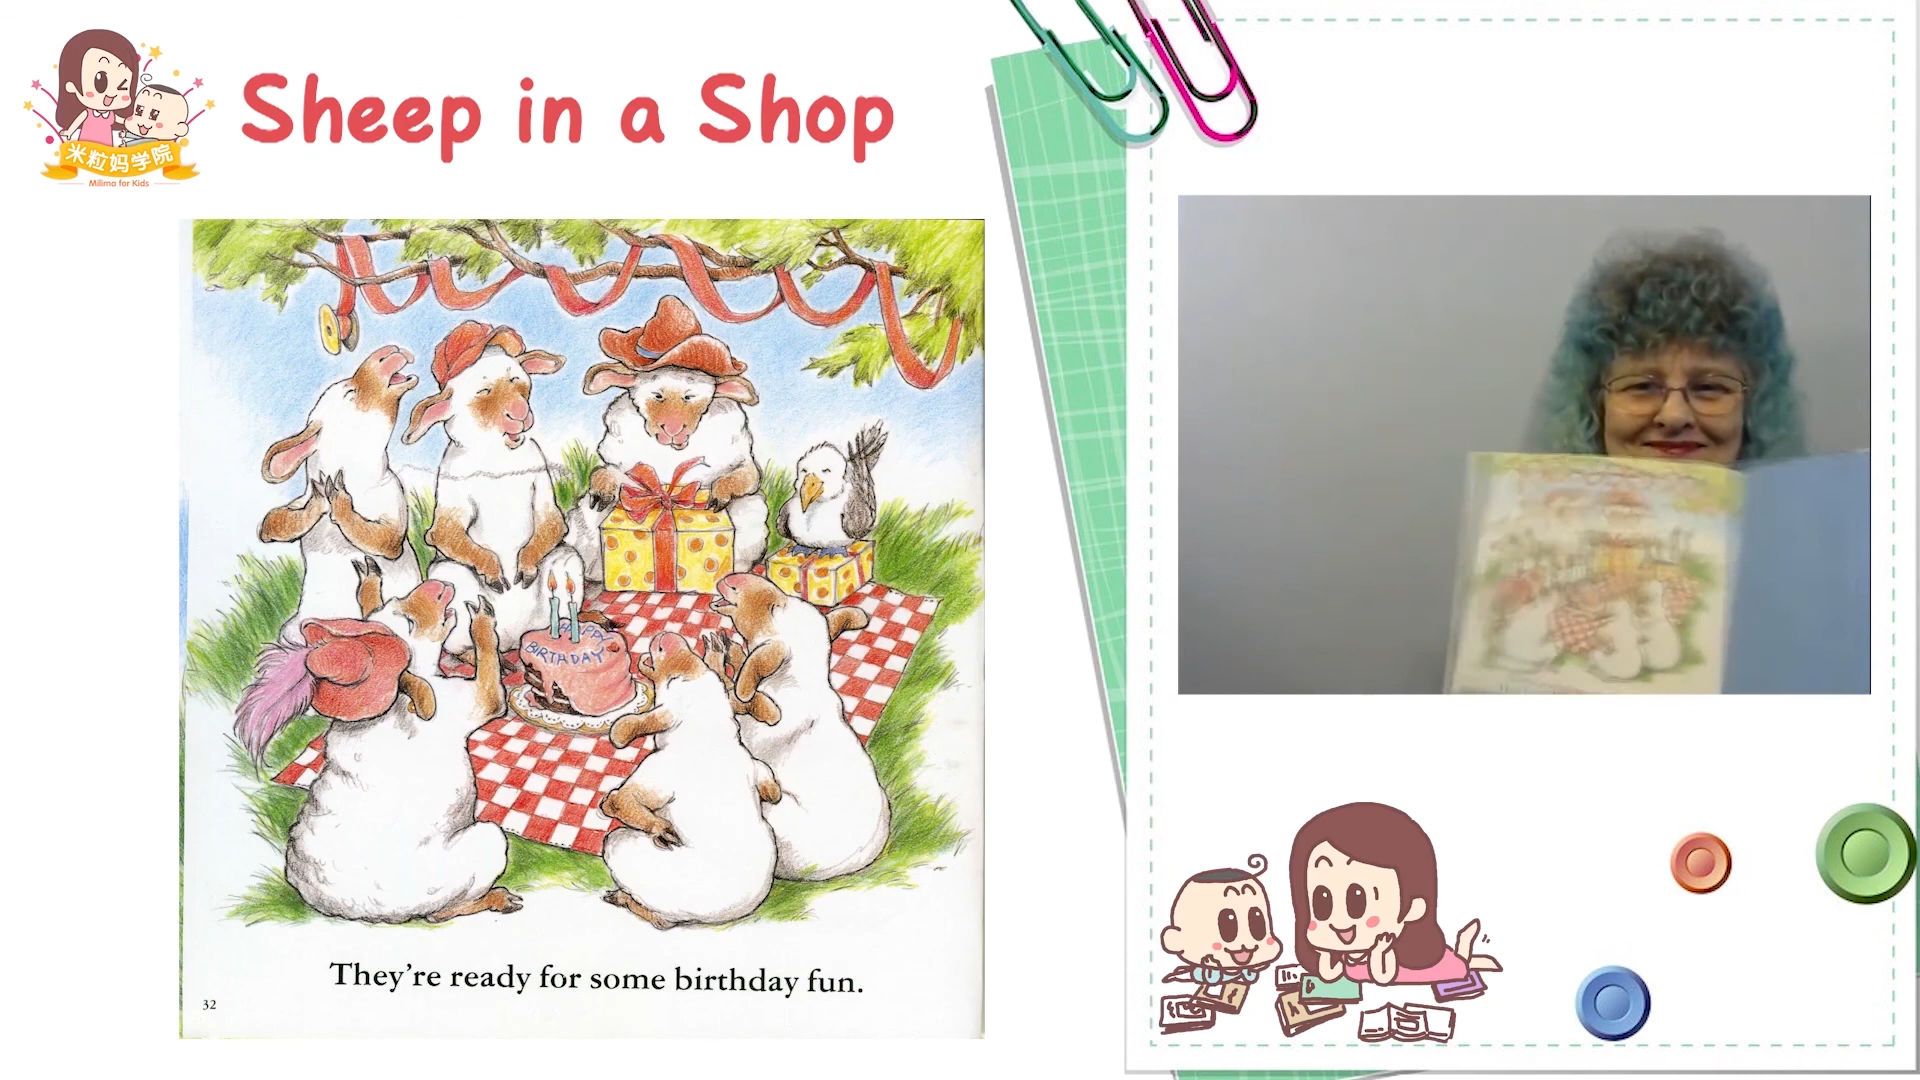 米粒妈学院
Milima for Kids
Sheep in a Shop
HAPPY
BIRTHDAY
They're ready for some birthday fun.
32